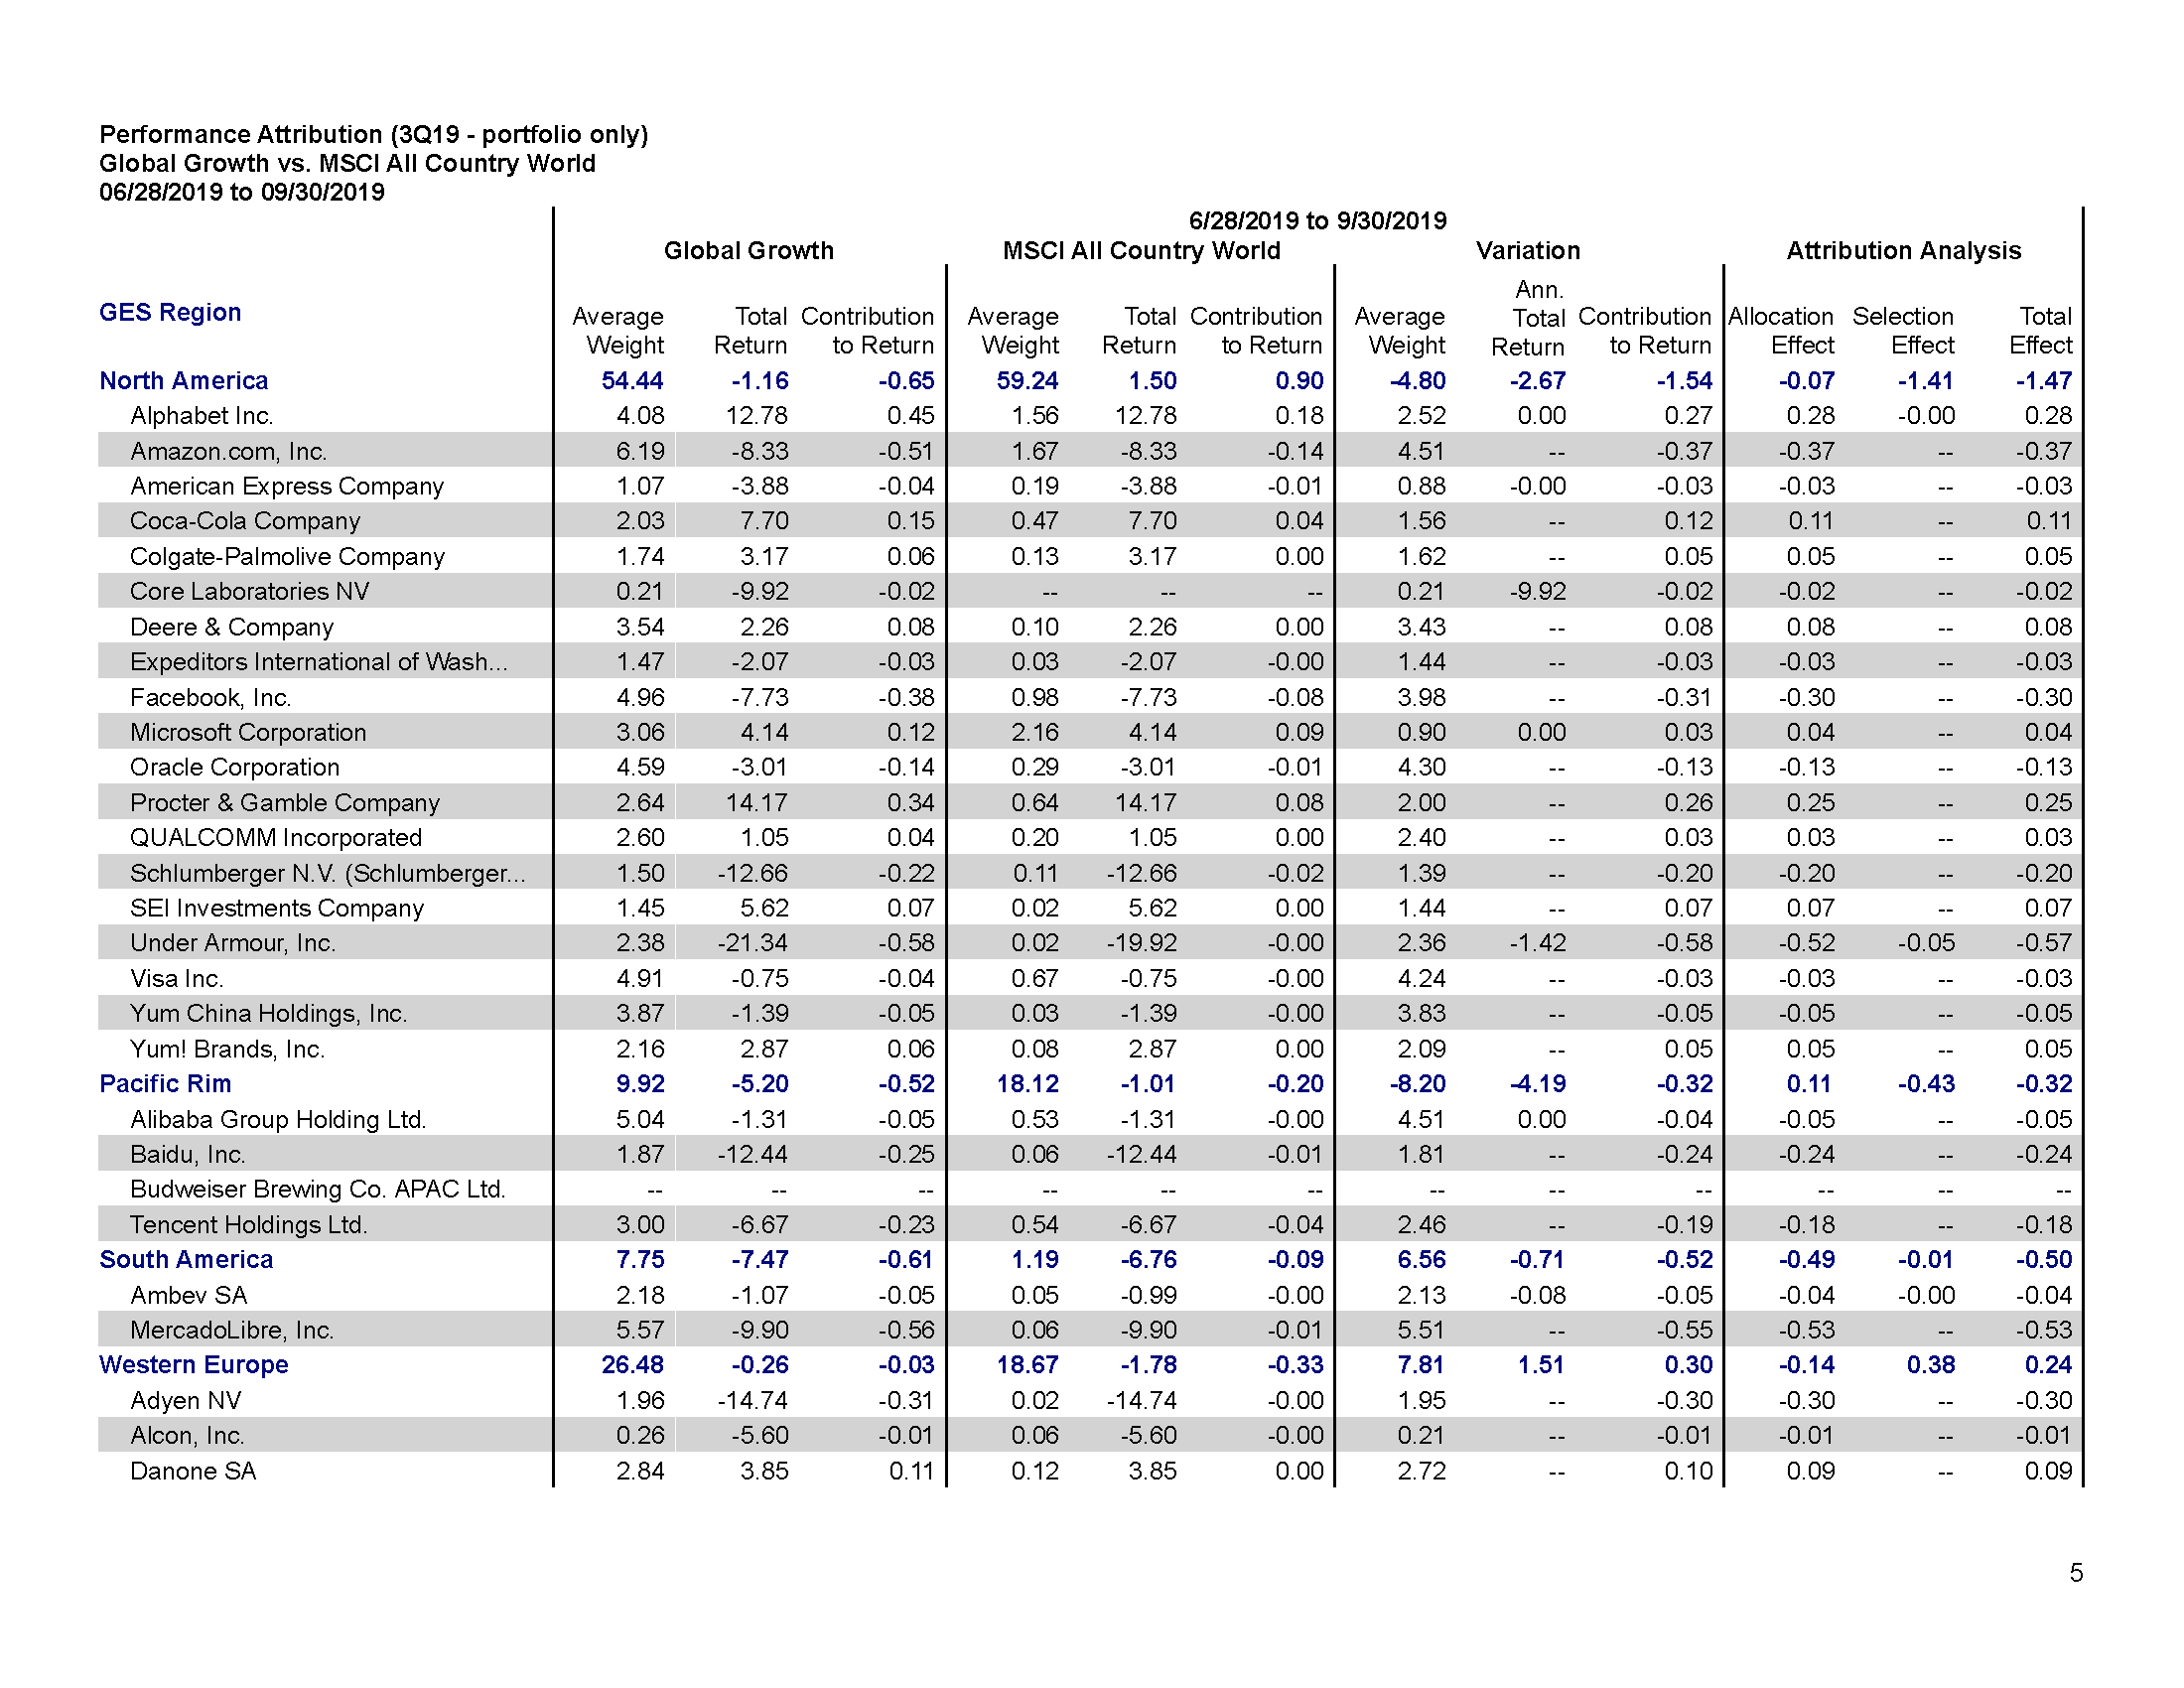 Performance Attribution (3Q19 - portfolio only)
Global Growth vs. MSCI All Country World
06/28/2019 to 09/30/2019
6/28/2019 to 9/30/2019
Global Growth MSCI All Country World Variation Attribution Analysis
GES Region Average Weight Total Return Contribution to Return Average Weight Total Return Contribution to Return Average Weight Ann. Total Return Contribution to Return Allocation Effect Selection Effect Total Effect
North America 54.44 -1.16 -0.65 59.24 1.50 0.90 -4.80 -2.67 -1.54 -0.07 -1.41 -1.47
Alphabet Inc. 4.08 12.78 0.45 1.56 12.78 0.18 2.52 0.00 0.27 0.28 -0.00 0.28
Amazon.com, Inc. 6.19 -8.33 -0.51 1.67 -8.33 -0.14 4.51 -- -0.37 -0.37 -- -0.37
American Express Company 1.07 -3.88 -0.04 0.19 -3.88 -0.01 0.88 -0.00 -0.03 -0.03 -- -0.03
Coca-Cola Company 2.03 7.70 0.15 0.47 7.70 0.04 1.56 -- 0.12 0.11 -- 0.11
Colgate-Palmolive Company 1.74 3.17 0.06 0.13 3.17 0.00 1.62 -- 0.05 0.05 -- 0.05
Core Laboratories NV 0.21 -9.92 -0.02 -- -- -- 0.21 -9.92 -0.02 -0.02 -- -0.02
Deere & Company 3.54 2.26 0.08 0.10 2.26 0.00 3.43 -- 0.08 0.08 -- 0.08
Expeditors International of Wash... 1.47 -2.07 -0.03 0.03 -2.07 -0.00 1.44 -- -0.03 -0.03 -- -0.03
Facebook, Inc. 4.96 -7.73 -0.38 0.98 -7.73 -0.08 3.98 -- -0.31 -0.30 -- -0.30
Microsoft Corporation 3.06 4.14 0.12 2.16 4.14 0.09 0.90 0.00 0.03 0.04 -- 0.04
Oracle Corporation 4.59 -3.01 -0.14 0.29 -3.01 -0.01 4.30 -- -0.13 -0.13 -- -0.13
Procter & Gamble Company 2.64 14.17 0.34 0.64 14.17 0.08 2.00 -- 0.26 0.25 -- 0.25
QUALCOMM Incorporated 2.60 1.05 0.04 0.20 1.05 0.00 2.40 -- 0.03 0.03 -- 0.03
Schlumberger N.V. (Schlumberger... 1.50 -12.66 -0.22 0.11 -12.66 -0.02 1.39 -- -0.20 -0.20 -- -0.20
SEI Investments Company 1.45 5.62 0.07 0.02 5.62 0.00 1.44 -- 0.07 0.07 -- 0.07
Under Armour, Inc. 2.38 -21.34 -0.58 0.02 -19.92 -0.00 2.36 -1.42 -0.58 -0.52 -0.05 -0.57
Visa Inc. 4.91 -0.75 -0.04 0.67 -0.75 -0.00 4.24 -- -0.03 -0.03 -- -0.03
Yum China Holdings, Inc. 3.87 -1.39 -0.05 0.03 -1.39 -0.00 3.83 -- -0.05 -0.05 -- -0.05
Yum! Brands, Inc. 2.16 2.87 0.06 0.08 2.87 0.00 2.09 -- 0.05 0.05 -- 0.05
Pacific Rim 9.92 -5.20 -0.52 18.12 -1.01 -0.20 -8.20 -4.19 -0.32 0.11 -0.43 -0.32
Alibaba Group Holding Ltd. 5.04 -1.31 -0.05 0.53 -1.31 -0.00 4.51 0.00 -0.04 -0.05 -- -0.05
Baidu, Inc. 1.87 -12.44 -0.25 0.06 -12.44 -0.01 1.81 -- -0.24 -0.24 -- -0.24
Budweiser Brewing Co. APAC Ltd. -- -- -- -- -- -- -- -- -- -- -- --
Tencent Holdings Ltd. 3.00 -6.67 -0.23 0.54 -6.67 -0.04 2.46 -- -0.19 -0.18 -- -0.18
South America 7.75 -7.47 -0.61 1.19 -6.76 -0.09 6.56 -0.71 -0.52 -0.49 -0.01 -0.50
Ambev SA 2.18 -1.07 -0.05 0.05 -0.99 -0.00 2.13 -0.08 -0.05 -0.04 -0.00 -0.04
MercadoLibre, Inc. 5.57 -9.90 -0.56 0.06 -9.90 -0.01 5.51 -- -0.55 -0.53 -- -0.53
Western Europe 26.48 -0.26 -0.03 18.67 -1.78 -0.33 7.81 1.51 0.30 -0.14 0.38 0.24
Adyen NV 1.96 -14.74 -0.31 0.02 -14.74 -0.00 1.95 -- -0.30 -0.30 -- -0.30
Alcon, Inc. 0.26 -5.60 -0.01 0.06 -5.60 -0.00 0.21 -- -0.01 -0.01 -- -0.01
Danone SA 2.84 3.85 0.11 0.12 3.85 0.00 2.72 -- 0.10 0.09 -- 0.09
5